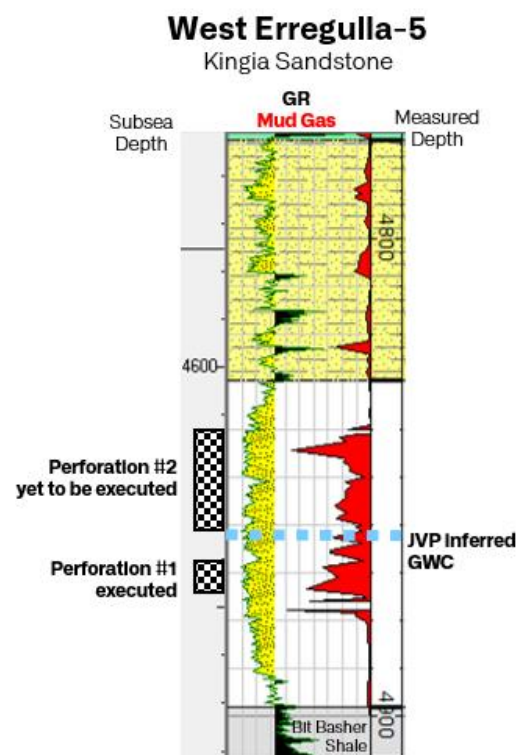 West Erregulla-5
Kingia Sandstone
GR
Mud Gas
Subsea
Depth
Measured
Depth
4800
4600
Perforation #2
yet to be executed
JVP Inferred
GWC
Perforation #1
executed
4900
Bit Basher
Shale